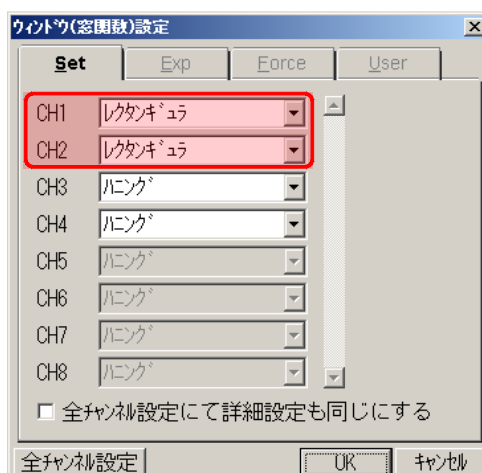 ウィンドウ(窓関数)設定
Set Exp Force User
CH1 レクタンギュラ
CH2 レクタンギュラ
CH3 ハニング
CH4 ハニング
CH5 ハニング
CH6 ハニング
CH7 ハニング
CH8 ハニング
全チャンネル設定にて詳細設定も同じにする
全チャンネル設定 OK キャンセル